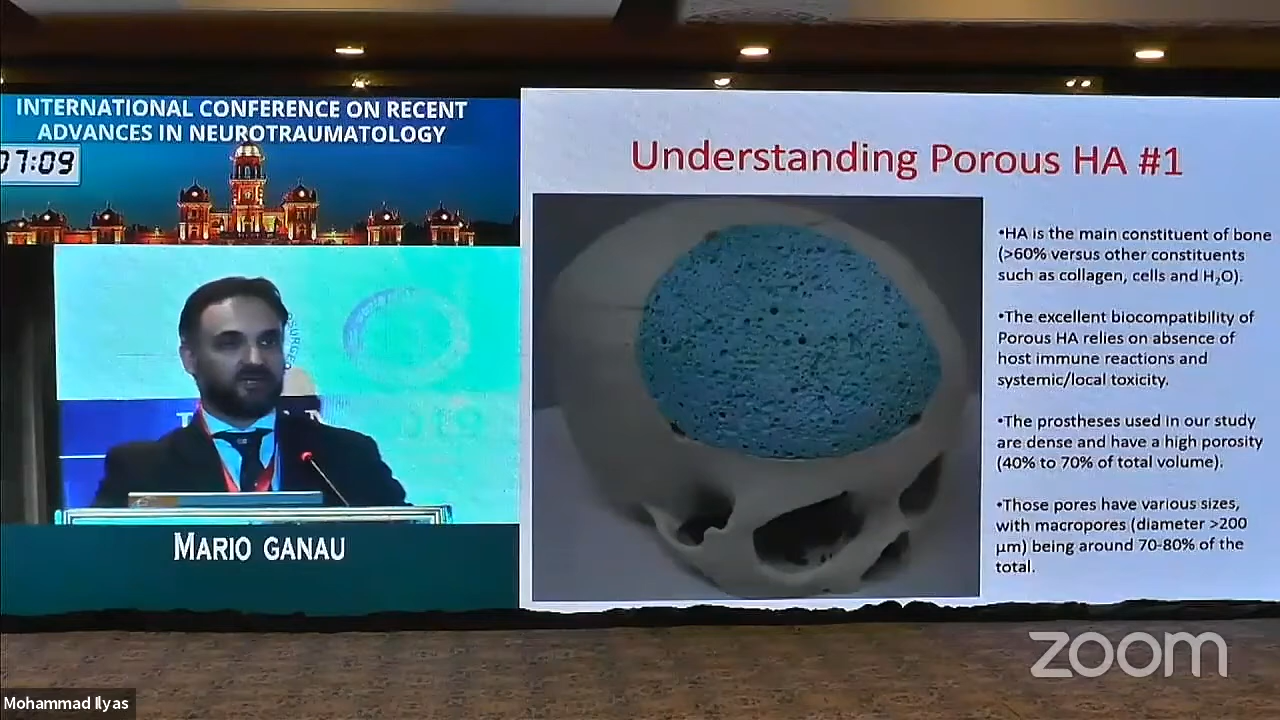 INTERNATIONAL CONFERENCE ON RECENT
ADVANCES IN NEUROTRAUMATOLOGY
07:09
MARIO GANAU
Understanding Porous HA #1
•HA is the main constituent of bone
(>60% versus other constituents
such as collagen, cells and H₂O).
•The excellent biocompatibility of
Porous HA relies on absence of
host immune reactions and
systemic/local toxicity.
•The prostheses used in our study
are dense and have a high porosity
(40% to 70% of total volume).
•Those pores have various sizes,
with macropores (diameter >200
µm) being around 70-80% of the
total.
zoom
Mohammad Ilyas